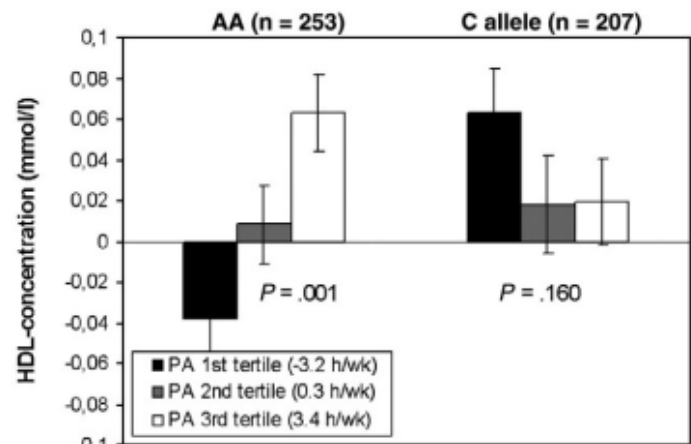 AA (n = 253) C allele (n = 207)
0,1
0,08
0,06
0,04
0,02
0
-0,02
-0,04
-0,06
-0,08
-0,1
HDL-concentration (mmol/l)
P = .001 P = .160
PA 1st tertile (-3.2 h/wk)
PA 2nd tertile (0.3 h/wk)
PA 3rd tertile (3.4 h/wk)